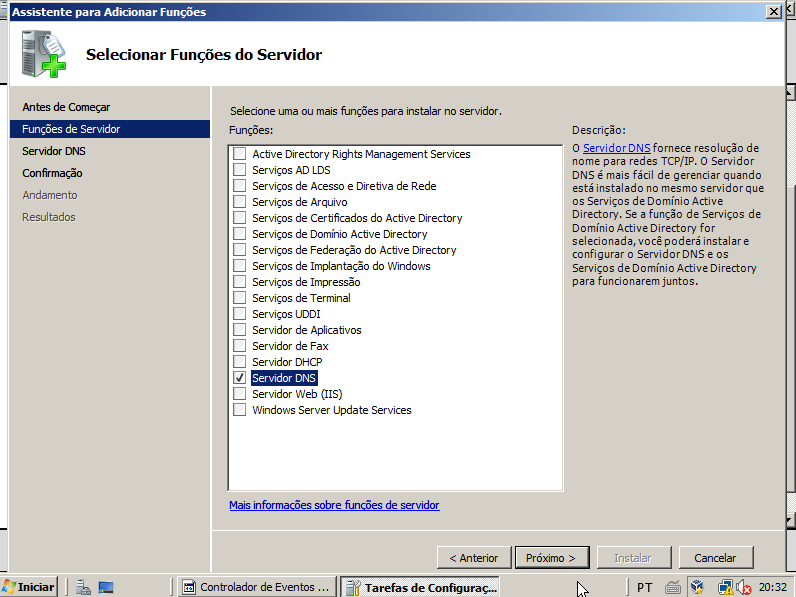 Assistente para Adicionar Funções
Selecionar Funções do Servidor
Antes de Começar
Funções de Servidor
Servidor DNS
Confirmação
Andamento
Resultados
Selecione uma ou mais funções para instalar no servidor.
Funções:
Active Directory Rights Management Services
Serviços AD LDS
Serviços de Acesso e Diretiva de Rede
Serviços de Arquivo
Serviços de Certificados do Active Directory
Serviços de Domínio Active Directory
Serviços de Federação do Active Directory
Serviços de Implantação do Windows
Serviços de Impressão
Serviços de Terminal
Serviços UDDI
Servidor de Aplicativos
Servidor de Fax
Servidor DHCP
Servidor DNS
Servidor Web (IIS)
Windows Server Update Services
Mais informações sobre funções de servidor
Descrição:
O Servidor DNS fornece resolução de
nome para redes TCP/IP. O Servidor
DNS é mais fácil de gerenciar quando
está instalado no mesmo servidor que
os Serviços de Domínio Active
Directory. Se a função de Serviços de
Domínio Active Directory for
selecionada, você poderá instalar e
configurar o Servidor DNS e os
Serviços de Domínio Active Directory
para funcionarem juntos.
< Anterior
Próximo >
Instalar
Cancelar
Iniciar
Controlador de Eventos ...
Tarefas de Configuraç...
PT
20:32